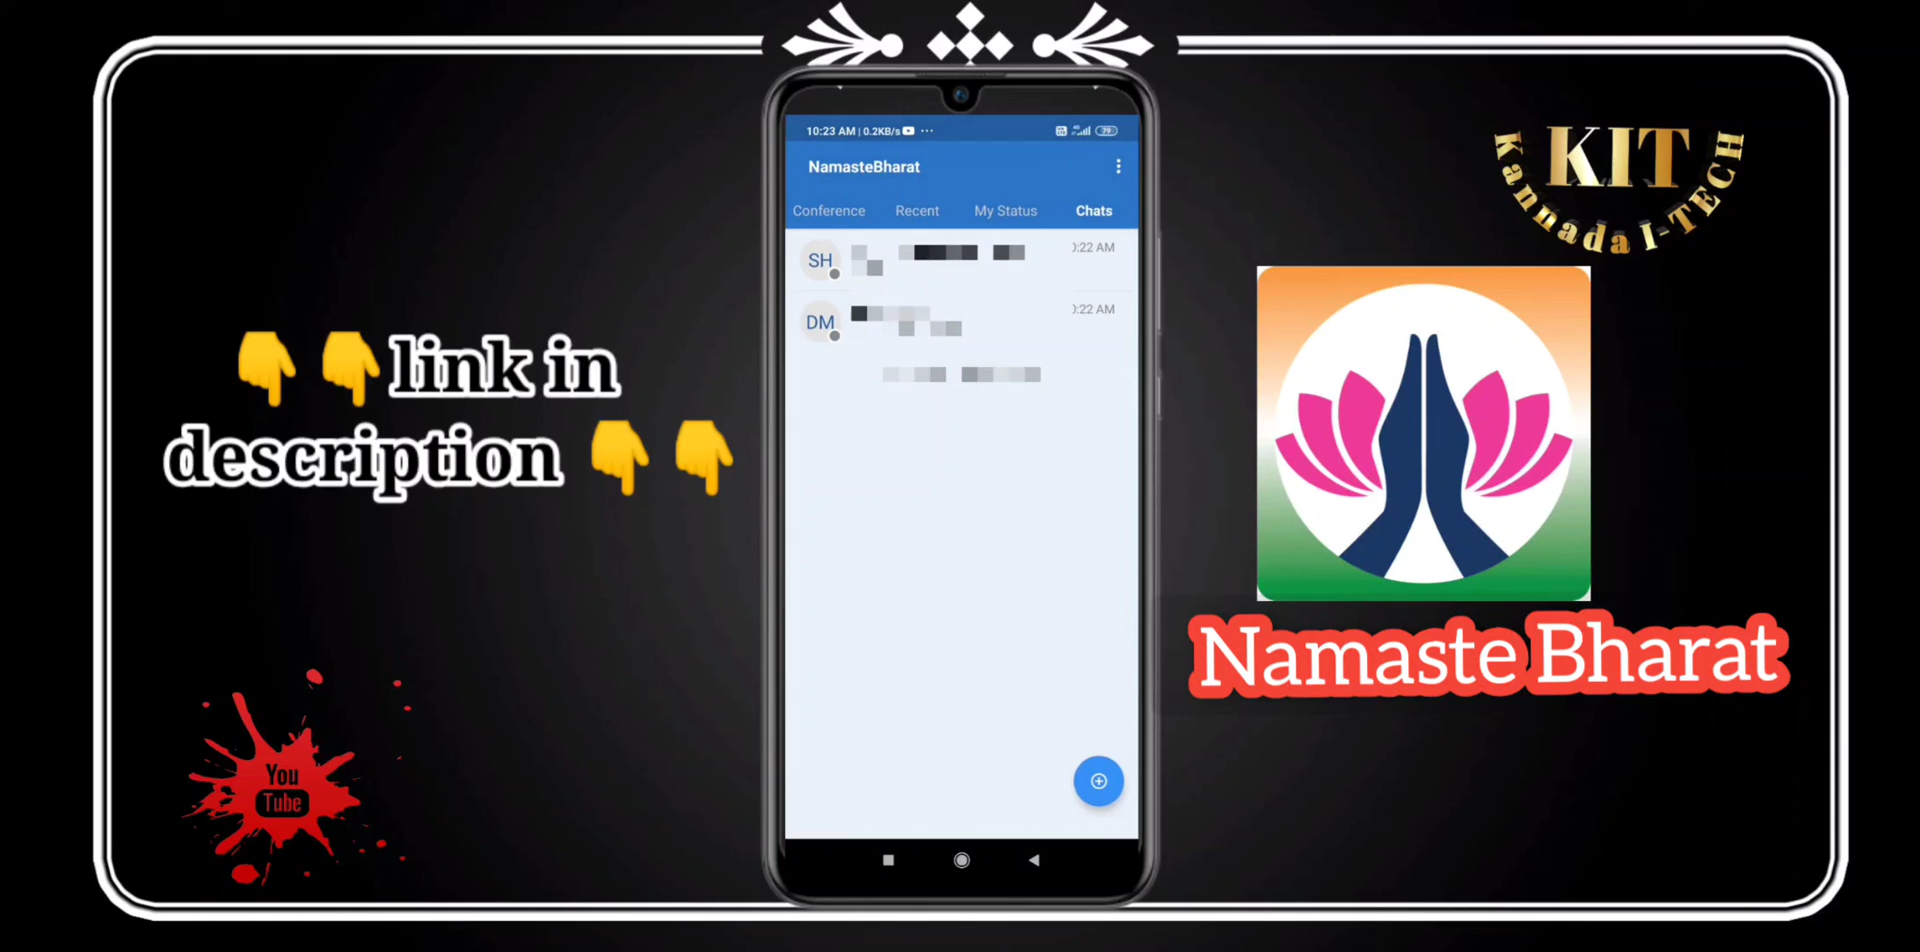 KIT
Kannada I-TECH
10:23 AM | 0.2KB/s ...
79
NamasteBharat
Conference Recent My Status Chats
SH
:22 AM
DM
:22 AM
👇 👇 link in
description 👇 👇
Namaste Bharat
You
Tube